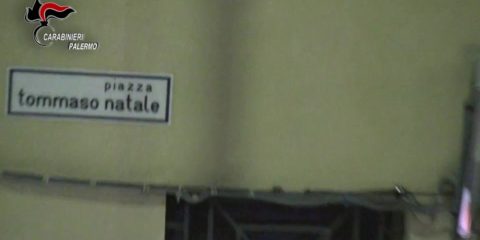 CARABINIERI
PALERMO
piazza
tommaso natale